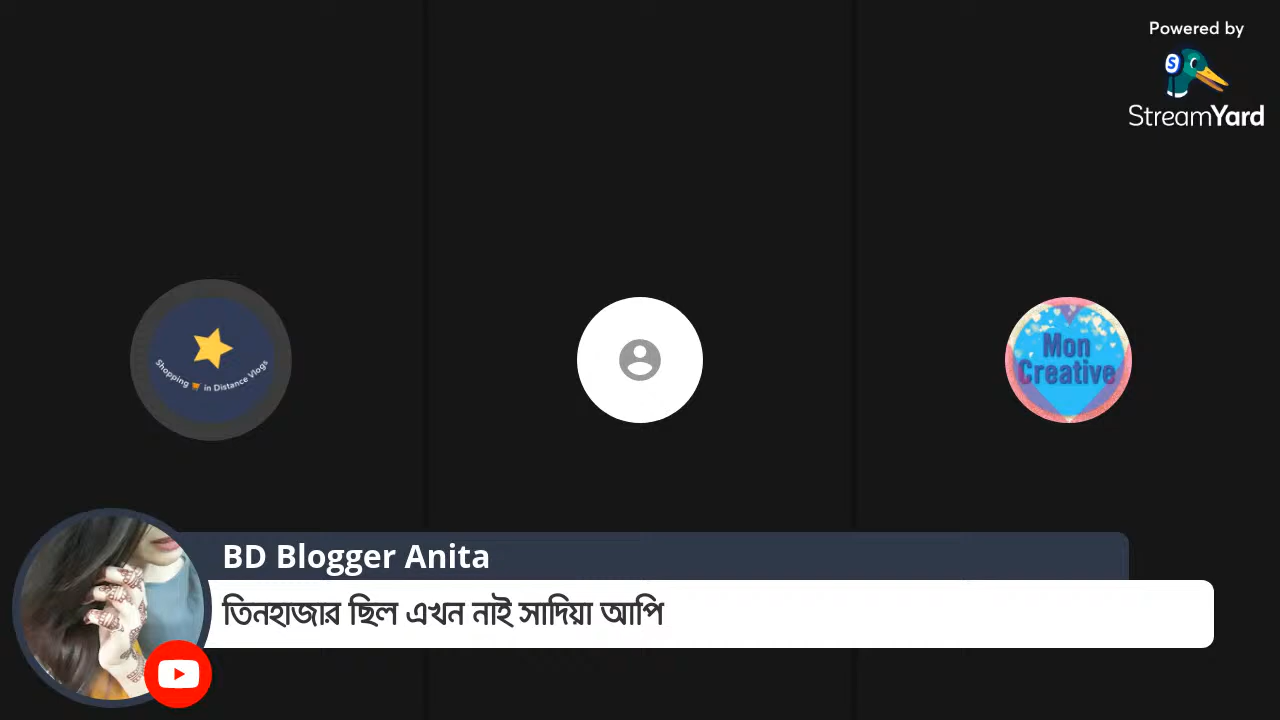 Powered by
S
StreamYard
Shopping 🛒 in Distance Vlogs
Mon
Creative
BD Blogger Anita
তিনহাজার ছিল এখন নাই সাদিয়া আপি